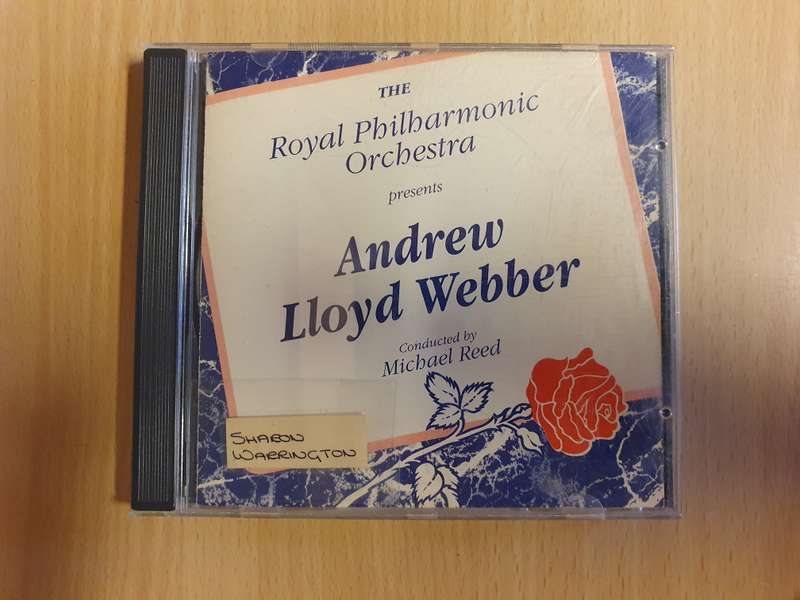 THE
Royal Philharmonic
Orchestra
presents
Andrew
Lloyd Webber
Conducted by
Michael Reed
SHARON
WARRINGTON